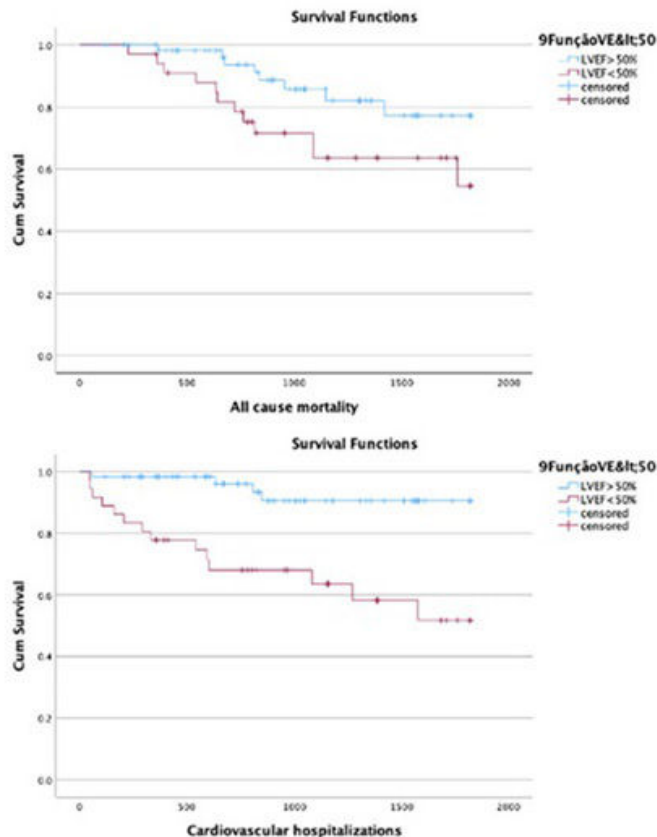 Survival Functions
9FunçãoVE&lt;50
LVEF>50%
LVEF<50%
censored
censored
Cum Survival
1.0
0.8
0.6
0.4
0.2
0.0
0
500
1000
1500
2000
All cause mortality
Survival Functions
9FunçãoVE&lt;50
LVEF>50%
LVEF<50%
censored
censored
Cum Survival
1.0
0.8
0.6
0.4
0.2
0.0
0
500
1000
1500
2000
Cardiovascular hospitalizations